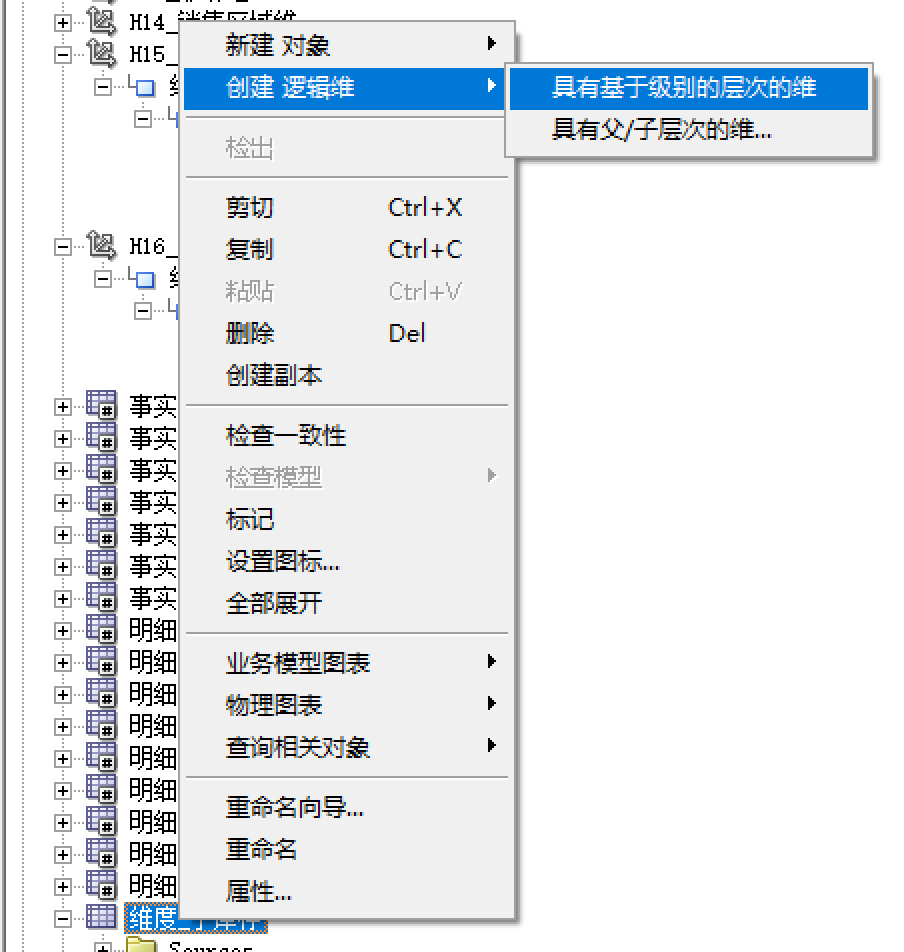 H14_销售区域维
H15_
新建 对象
创建 逻辑维
具有基于级别的层次的维
具有父/子层次的维...
检出
剪切 Ctrl+X
复制 Ctrl+C
粘贴 Ctrl+V
删除 Del
创建副本
H16_
检查一致性
检查模型
标记
设置图标...
全部展开
业务模型图表
物理图表
查询相关对象
重命名向导...
重命名
属性...
事实
事实
事实
事实
事实
事实
事实
明细
明细
明细
明细
明细
明细
明细
明细
明细
维度
Sources